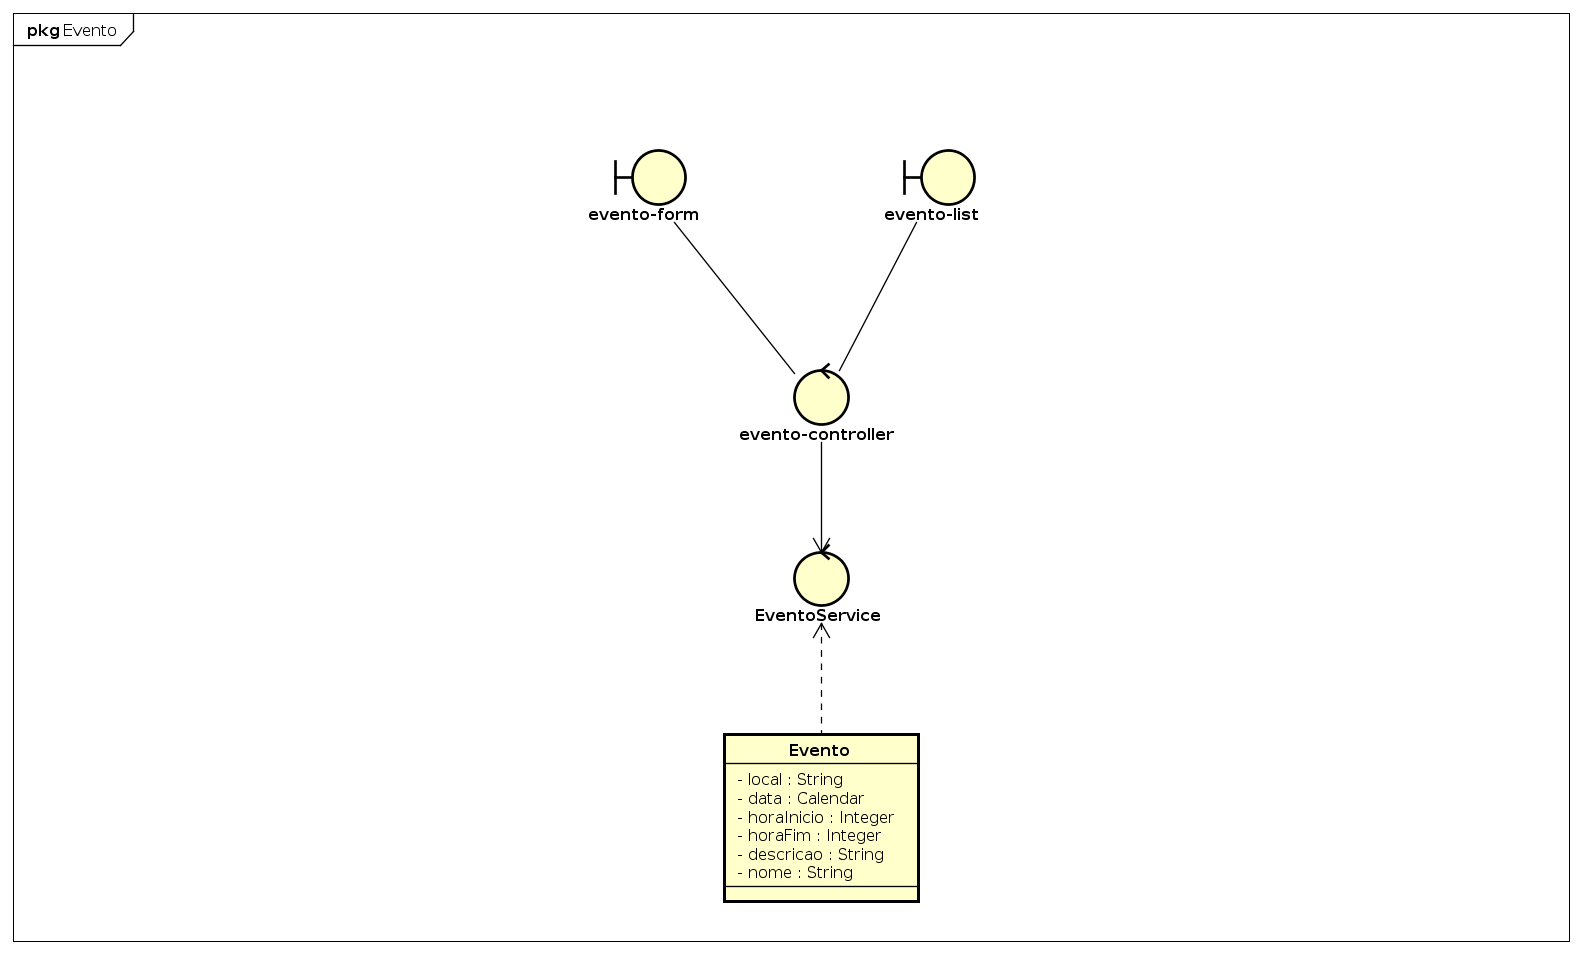 pkg Evento
evento-form
evento-list
evento-controller
EventoService
Evento
- local : String
- data : Calendar
- horaInicio : Integer
- horaFim : Integer
- descricao : String
- nome : String